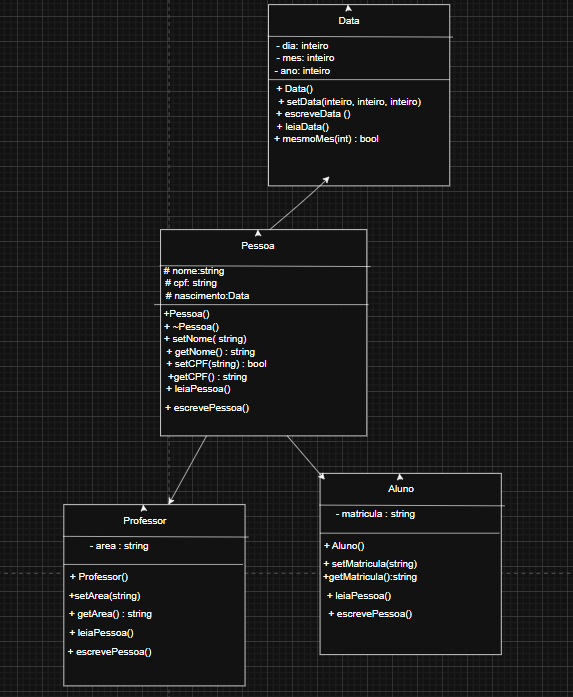 Data
- dia: inteiro
- mes: inteiro
- ano: inteiro
+ Data()
+ setData(inteiro, inteiro, inteiro)
+ escreveData ()
+ leiaData()
+ mesmoMes(int) : bool
Pessoa
# nome:string
# cpf: string
# nascimento:Data
+Pessoa()
+ ~Pessoa()
+ setNome( string)
+ getNome() : string
+ setCPF(string) : bool
+getCPF() : string
+ leiaPessoa()
+ escrevePessoa()
Professor
- area : string
+ Professor()
+setArea(string)
+ getArea() : string
+ leiaPessoa()
+ escrevePessoa()
Aluno
- matricula : string
+ Aluno()
+ setMatricula(string)
+getMatricula():string
+ leiaPessoa()
+ escrevePessoa()